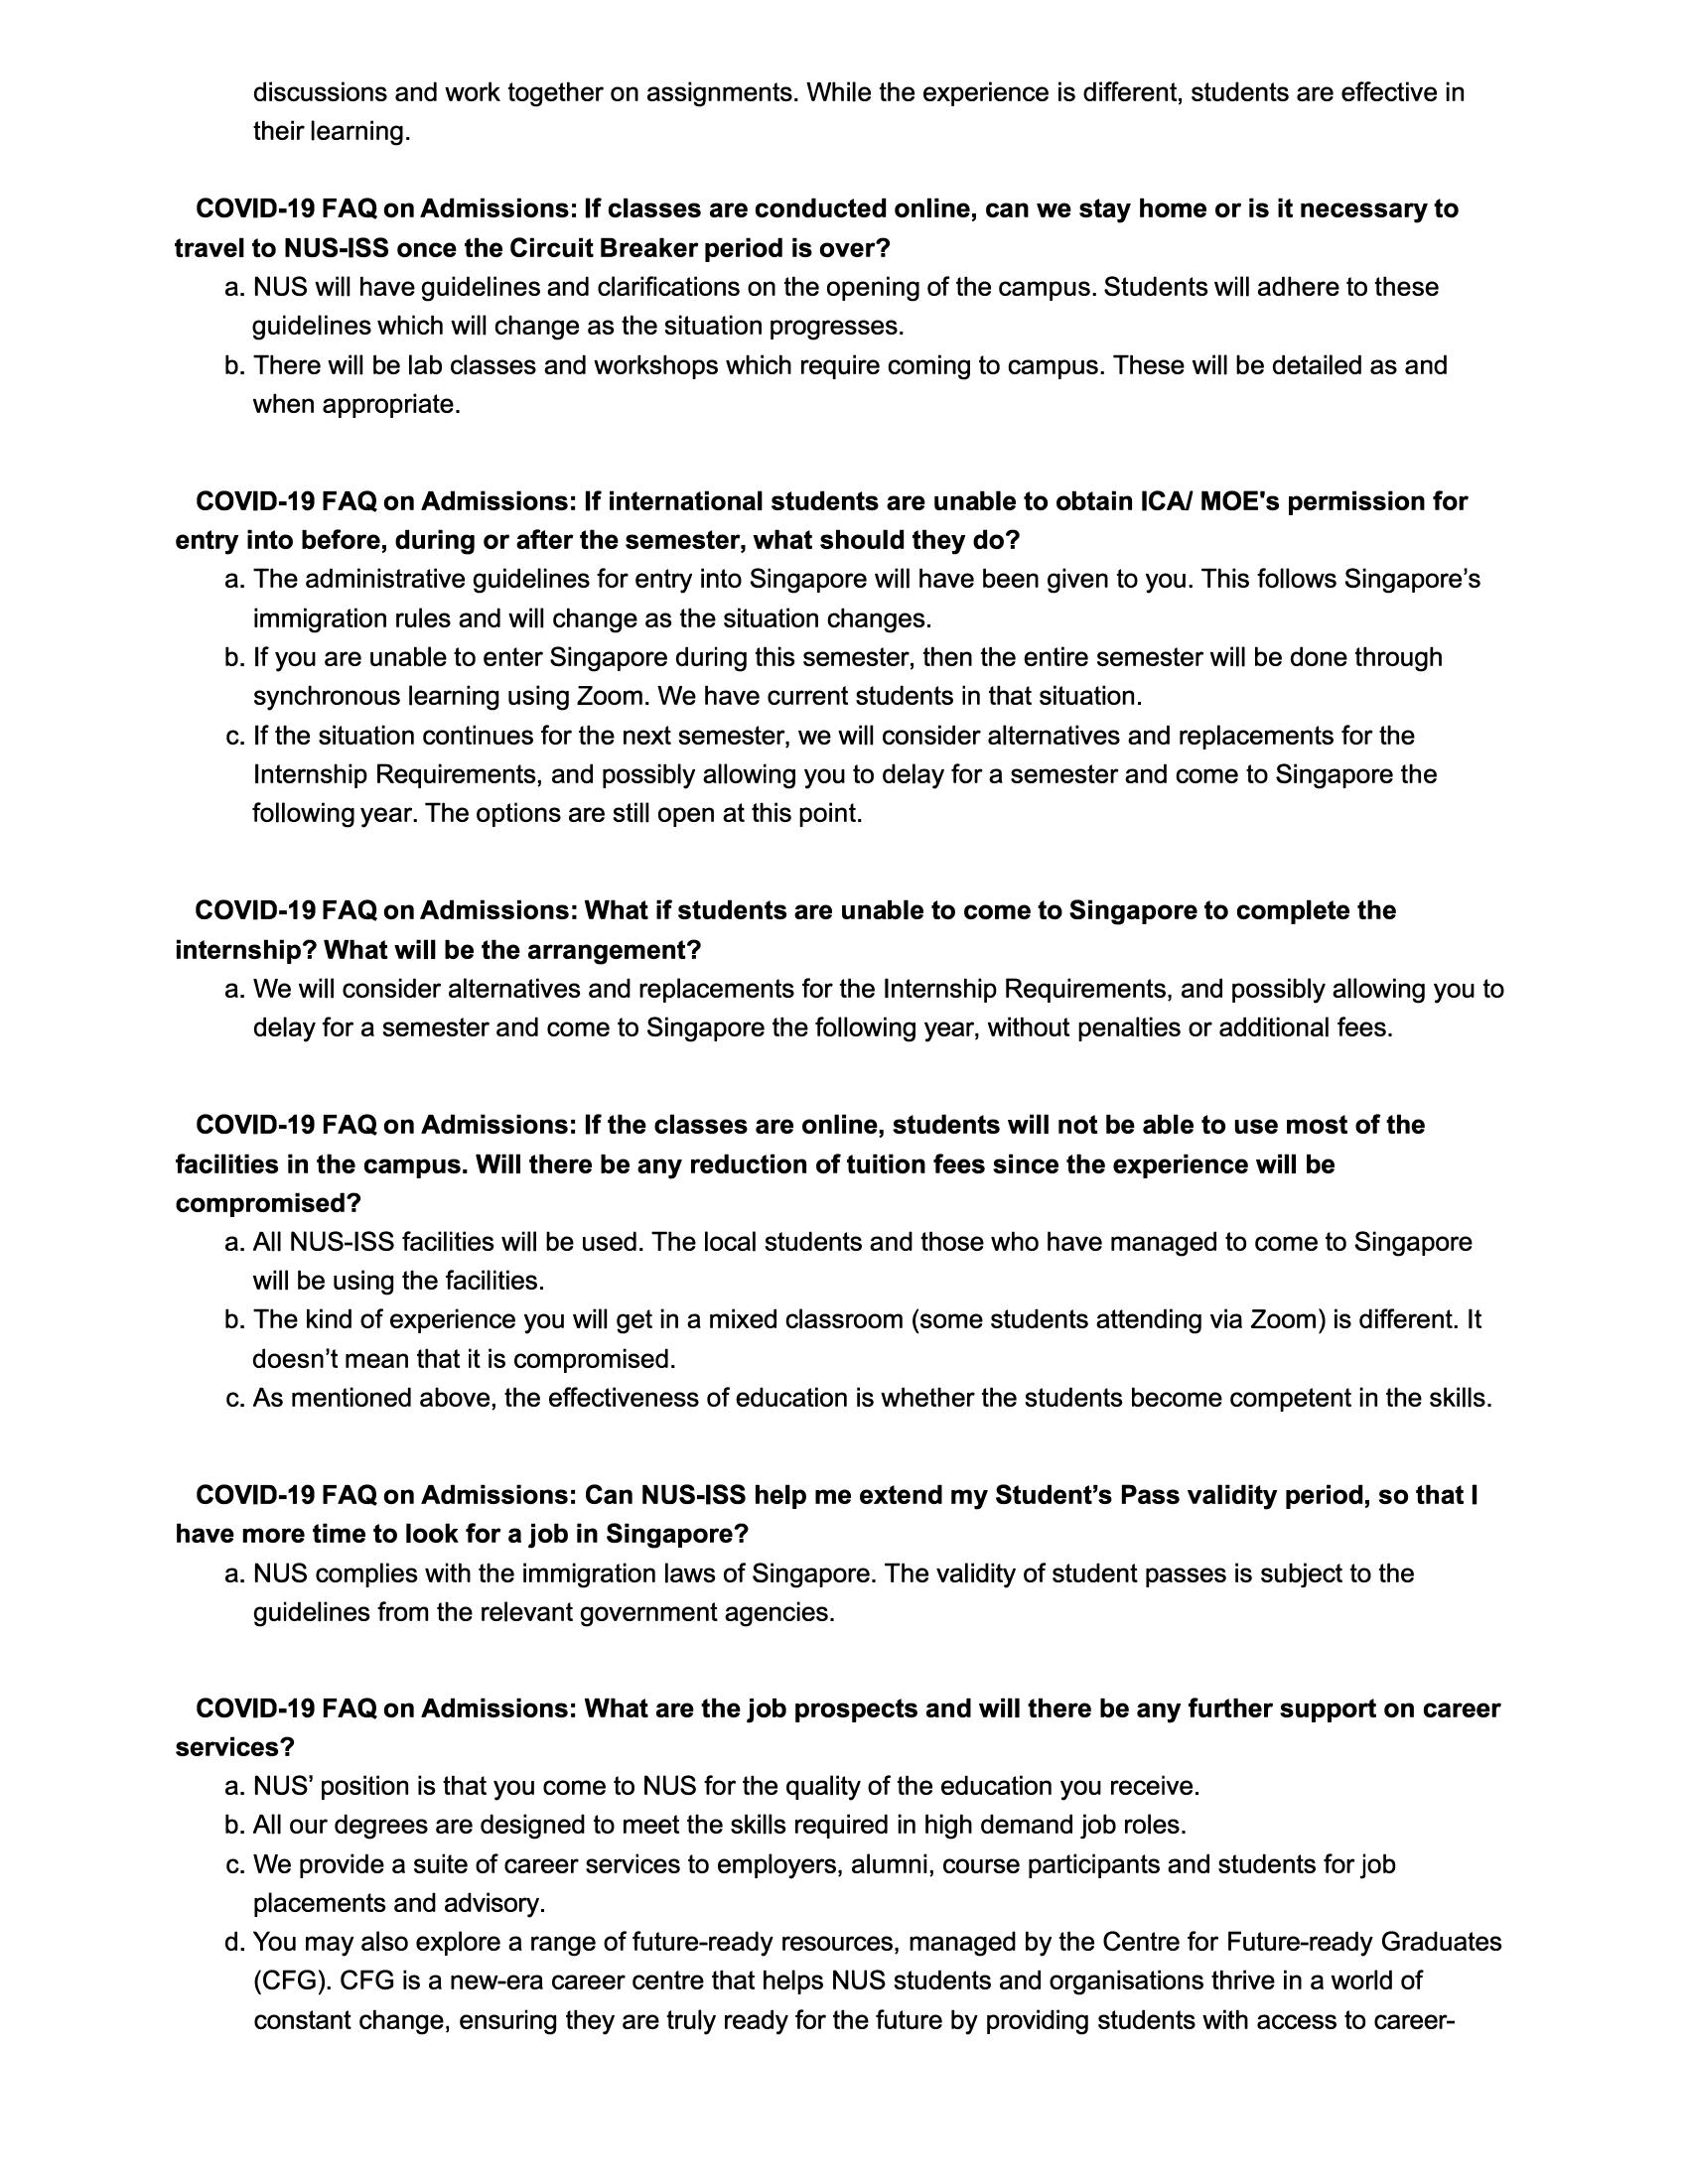 discussions and work together on assignments. While the experience is different, students are effective in
their learning.
COVID-19 FAQ on Admissions: If classes are conducted online, can we stay home or is it necessary to
travel to NUS-ISS once the Circuit Breaker period is over?
a. NUS will have guidelines and clarifications on the opening of the campus. Students will adhere to these
guidelines which will change as the situation progresses.
b. There will be lab classes and workshops which require coming to campus. These will be detailed as and
when appropriate.
COVID-19 FAQ on Admissions: If international students are unable to obtain ICA/ MOE's permission for
entry into before, during or after the semester, what should they do?
a. The administrative guidelines for entry into Singapore will have been given to you. This follows Singapore’s
immigration rules and will change as the situation changes.
b. If you are unable to enter Singapore during this semester, then the entire semester will be done through
synchronous learning using Zoom. We have current students in that situation.
c. If the situation continues for the next semester, we will consider alternatives and replacements for the
Internship Requirements, and possibly allowing you to delay for a semester and come to Singapore the
following year. The options are still open at this point.
COVID-19 FAQ on Admissions: What if students are unable to come to Singapore to complete the
internship? What will be the arrangement?
a. We will consider alternatives and replacements for the Internship Requirements, and possibly allowing you to
delay for a semester and come to Singapore the following year, without penalties or additional fees.
COVID-19 FAQ on Admissions: If the classes are online, students will not be able to use most of the
facilities in the campus. Will there be any reduction of tuition fees since the experience will be
compromised?
a. All NUS-ISS facilities will be used. The local students and those who have managed to come to Singapore
will be using the facilities.
b. The kind of experience you will get in a mixed classroom (some students attending via Zoom) is different. It
doesn’t mean that it is compromised.
c. As mentioned above, the effectiveness of education is whether the students become competent in the skills.
COVID-19 FAQ on Admissions: Can NUS-ISS help me extend my Student’s Pass validity period, so that I
have more time to look for a job in Singapore?
a. NUS complies with the immigration laws of Singapore. The validity of student passes is subject to the
guidelines from the relevant government agencies.
COVID-19 FAQ on Admissions: What are the job prospects and will there be any further support on career
services?
a. NUS’ position is that you come to NUS for the quality of the education you receive.
b. All our degrees are designed to meet the skills required in high demand job roles.
c. We provide a suite of career services to employers, alumni, course participants and students for job
placements and advisory.
d. You may also explore a range of future-ready resources, managed by the Centre for Future-ready Graduates
(CFG). CFG is a new-era career centre that helps NUS students and organisations thrive in a world of
constant change, ensuring they are truly ready for the future by providing students with access to career-